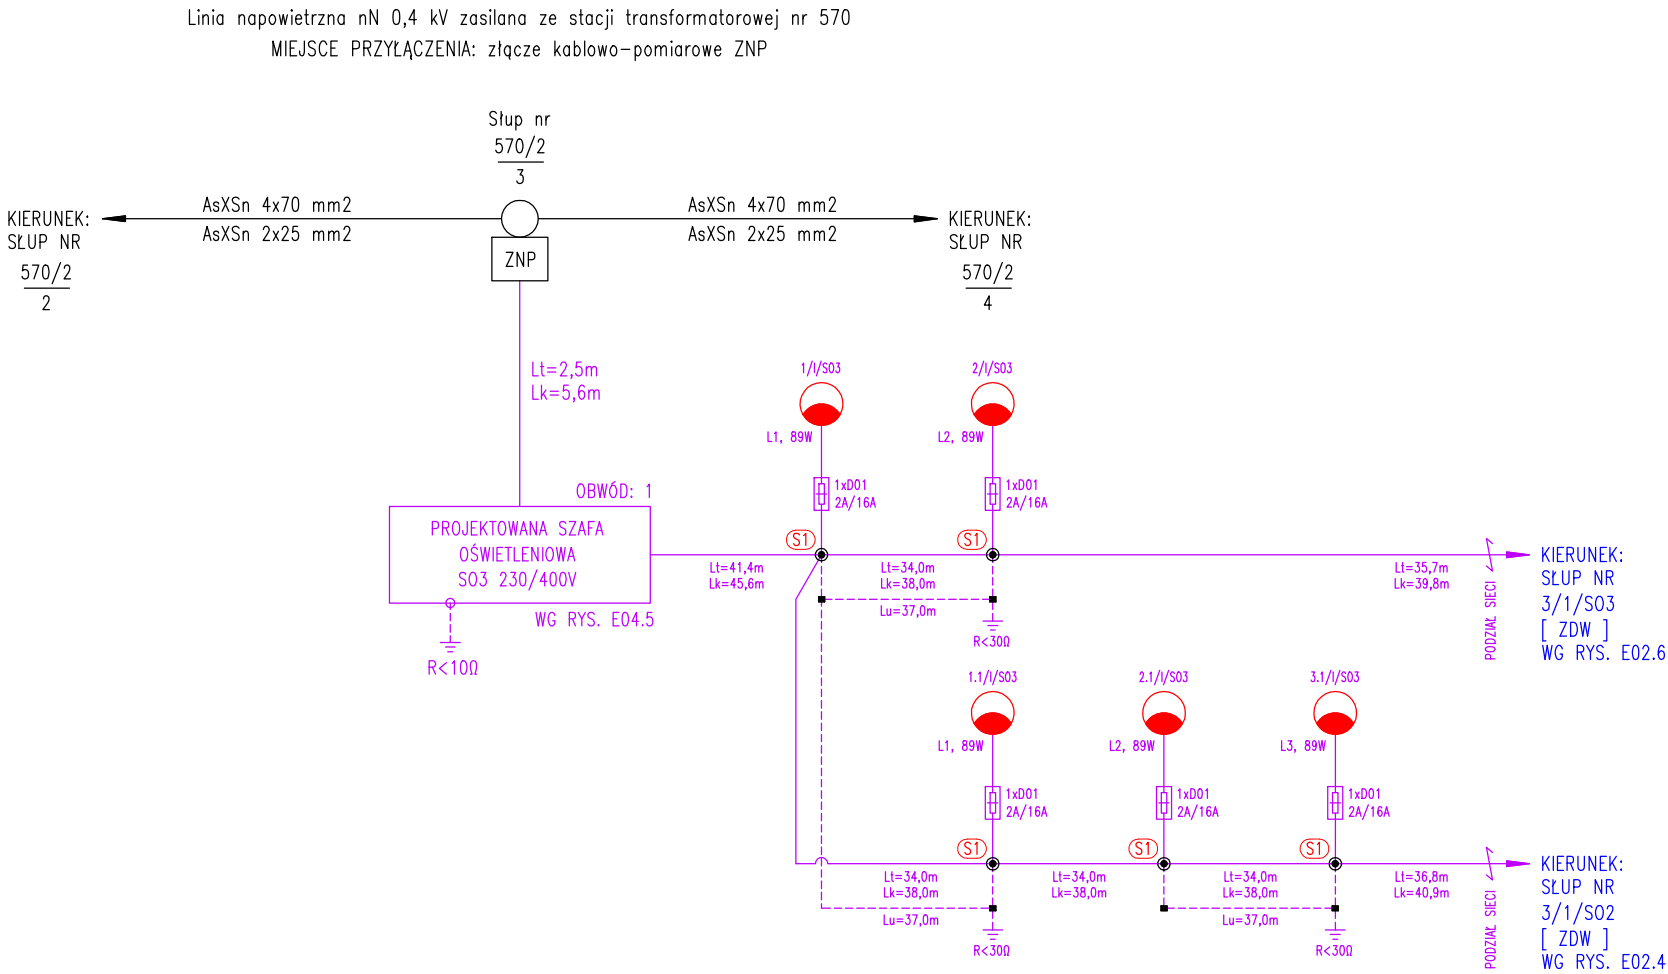 Linia napowietrzna nN 0,4 kV zasilana ze stacji transformatorowej nr 570
MIEJSCE PRZYŁĄCZENIA: złącze kablowo-pomiarowe ZNP
Słup nr
570/2
3
AsXSn 4x70 mm2
AsXSn 2x25 mm2
AsXSn 4x70 mm2
AsXSn 2x25 mm2
KIERUNEK:
SŁUP NR
570/2
2
ZNP
KIERUNEK:
SŁUP NR
570/2
4
Lt=2,5m
Lk=5,6m
1/I/S03
L1, 89W
1xD01
2A/16A
S1
2/I/S03
L2, 89W
1xD01
2A/16A
S1
OBWÓD: 1
PROJEKTOWANA SZAFA
OŚWIETLENIOWA
S03 230/400V
WG RYS. E04.5
R<10Ω
Lt=41,4m
Lk=45,6m
Lt=34,0m
Lk=38,0m
Lu=37,0m
R<30Ω
Lt=35,7m
Lk=39,8m
PODZIAŁ SIECI
KIERUNEK:
SŁUP NR
3/1/S03
[ ZDW ]
WG RYS. E02.6
1.1/I/S03
L1, 89W
1xD01
2A/16A
S1
2.1/I/S03
L2, 89W
1xD01
2A/16A
S1
3.1/I/S03
L3, 89W
1xD01
2A/16A
S1
Lt=34,0m
Lk=38,0m
Lu=37,0m
R<30Ω
Lt=34,0m
Lk=38,0m
Lt=34,0m
Lk=38,0m
Lu=37,0m
R<30Ω
Lt=36,8m
Lk=40,9m
PODZIAŁ SIECI
KIERUNEK:
SŁUP NR
3/1/S02
[ ZDW ]
WG RYS. E02.4